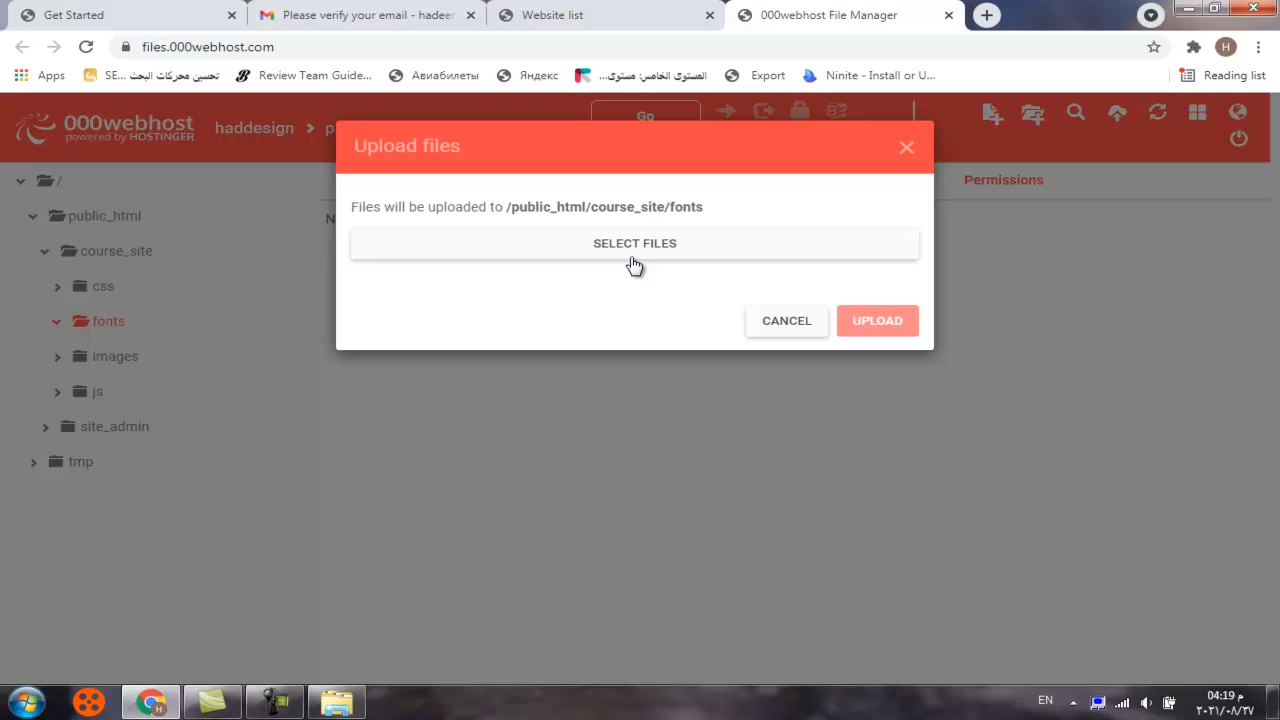 Get Started
Please verify your email - hadeer
Website list
000webhost File Manager
files.000webhost.com
H
Apps
SE... تحسين محركات البحث
Review Team Guide...
Авиабилеты
Яндекс
المستوى الخامس: مستوى...
Export
Ninite - Install or U...
Reading list
000webhost
powered by HOSTINGER
haddesign
Go
Upload files
Permissions
Files will be uploaded to /public_html/course_site/fonts
SELECT FILES
CANCEL
UPLOAD
/
public_html
course_site
css
fonts
images
js
site_admin
tmp
EN
04:19 م
٢٠٢١/٠٨/٢٧